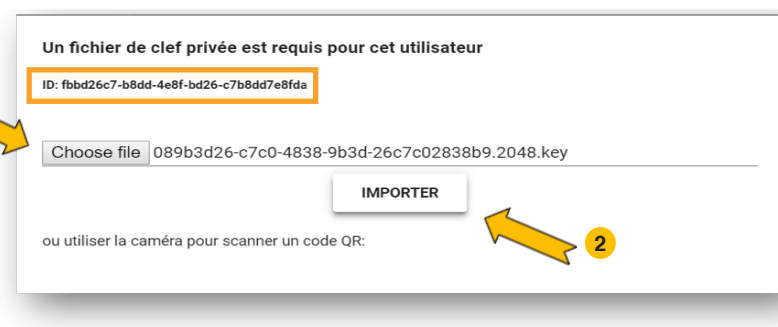 Un fichier de clef privée est requis pour cet utilisateur
ID: fbbd26c7-b8dd-4e8f-bd26-c7b8dd7e8fda
Choose file 089b3d26-c7c0-4838-9b3d-26c7c02838b9.2048.key
IMPORTER
2
ou utiliser la caméra pour scanner un code QR: